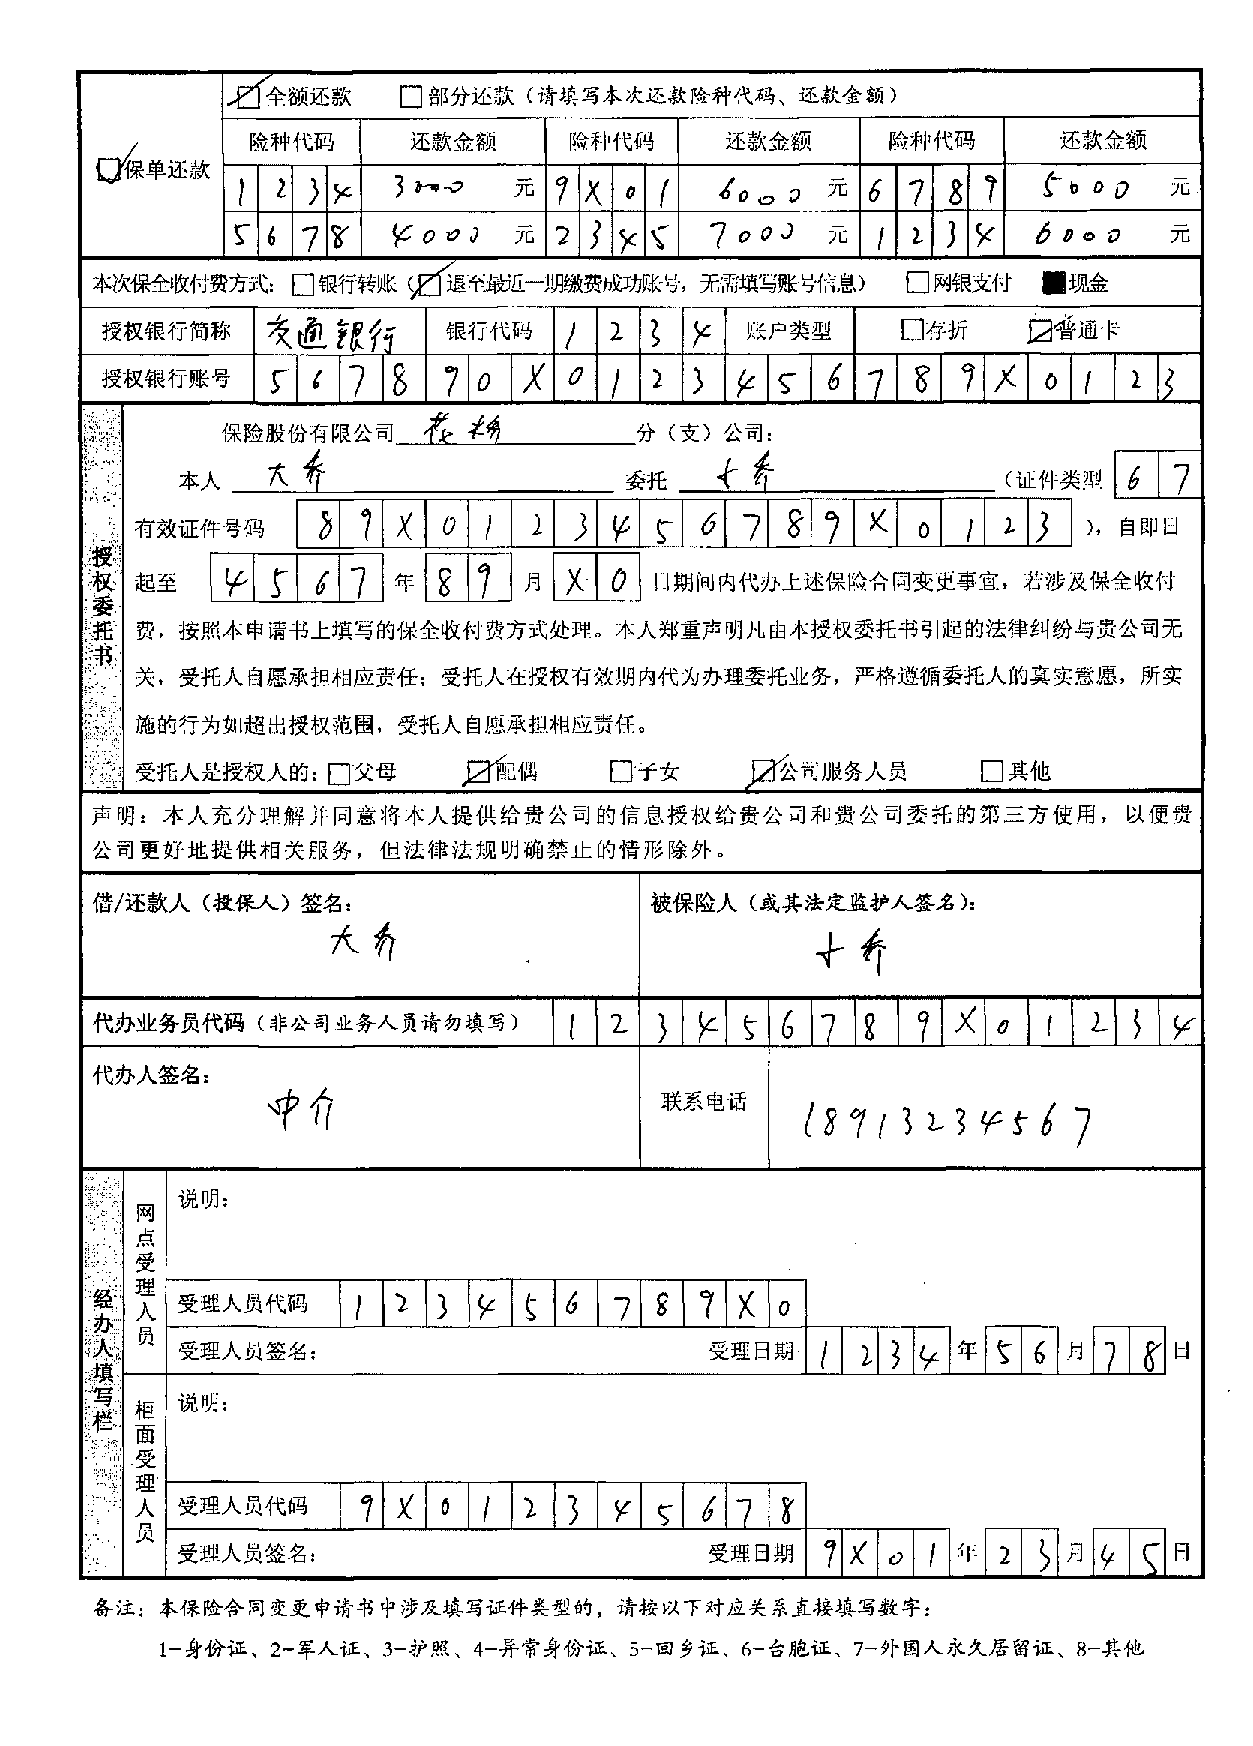 ☑全额还款 □部分还款（请填写本次还款险种代码、还款金额）
☑保单还款
险种代码 还款金额 险种代码 还款金额 险种代码 还款金额
1234 3000 元 9X01 6000 元 6789 5000 元
5678 4000 元 2345 7000 元 1234 6000 元
本次保全收付费方式：□银行转账（☑退至最近一期缴费成功账号，无需填写账号信息） □网银支付 ■现金
授权银行简称 交通银行 银行代码 1234 账户类型 □存折 ☑普通卡
授权银行账号 567890X0123456789X0123
授权委托书
保险股份有限公司 花粉 分（支）公司：
本人 大乔 委托 小乔 （证件类型 67
有效证件号码 89X0123456789X0123 ），自即日
起至 4567 年 89 月 X0 日期间内代办上述保险合同变更事宜，若涉及保全收付
费，按照本申请书上填写的保全收付费方式处理。本人郑重声明凡由本授权委托书引起的法律纠纷与贵公司无
关，受托人自愿承担相应责任；受托人在授权有效期内代为办理委托业务，严格遵循委托人的真实意愿，所实
施的行为如超出授权范围，受托人自愿承担相应责任。
受托人是授权人的：□父母 ☑配偶 □子女 ☑公司服务人员 □其他
声明：本人充分理解并同意将本人提供给贵公司的信息授权给贵公司和贵公司委托的第三方使用，以便贵
公司更好地提供相关服务，但法律法规明确禁止的情形除外。
借/还款人（投保人）签名： 被保险人（或其法定监护人签名）：
大乔 小乔
代办业务员代码（非公司业务人员请勿填写） 123456789X01234
代办人签名：
中介 联系电话 18913234567
经办人填写栏
网点受理人员
说明：
受理人员代码 123456789X0
受理人员签名： 受理日期 1234 年 56 月 78 日
柜面受理人员
说明：
受理人员代码 9X012345678
受理人员签名： 受理日期 9X01 年 23 月 45 日
备注：本保险合同变更申请书中涉及填写证件类型的，请按以下对应关系直接填写数字：
1-身份证、2-军人证、3-护照、4-异常身份证、5-回乡证、6-台胞证、7-外国人永久居留证、8-其他